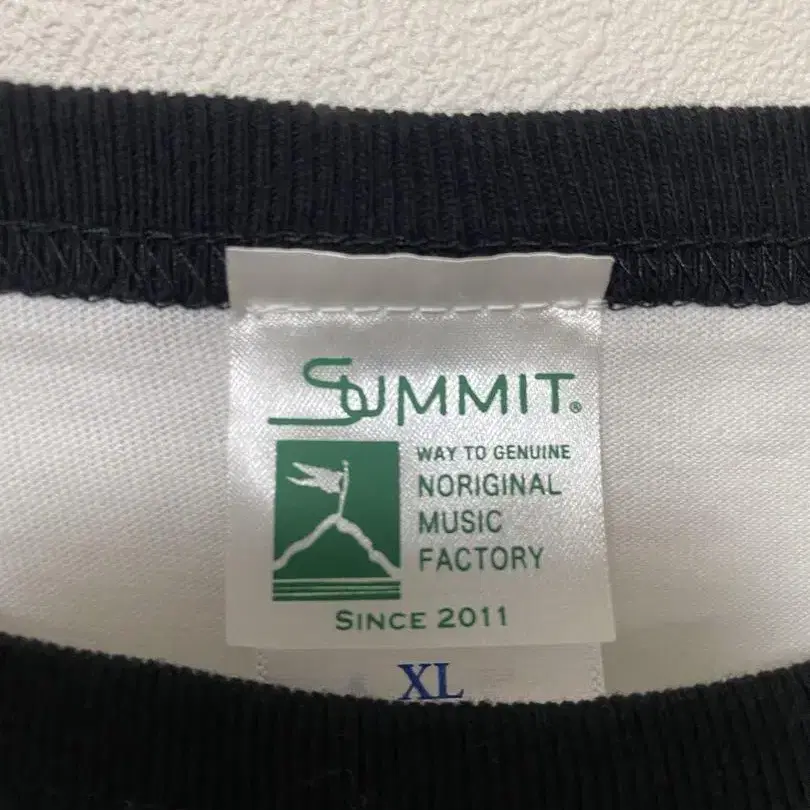 SUMMIT®
WAY TO GENUINE
NORIGINAL
MUSIC
FACTORY
SINCE 2011
XL